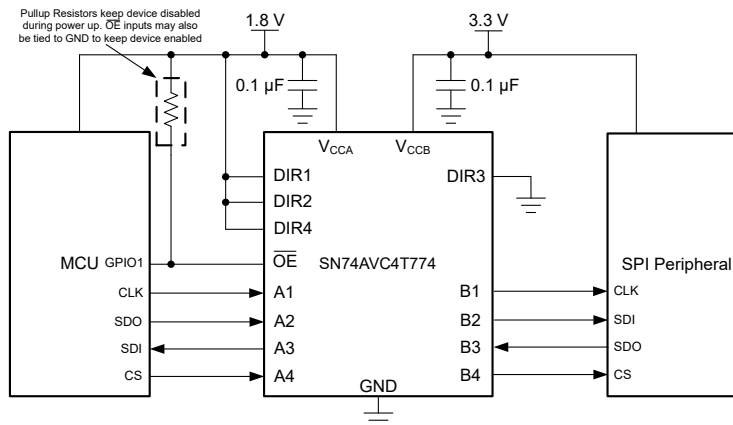 Pullup Resistors keep device disabled
during power up. OE inputs may also
be tied to GND to keep device enabled
1.8 V
3.3 V
0.1 µF
0.1 µF
VCCA
VCCB
DIR1
DIR2
DIR4
DIR3
MCU
GPIO1
OE
SN74AVC4T774
SPI Peripheral
CLK
A1
B1
CLK
SDO
A2
B2
SDI
SDI
A3
B3
SDO
CS
A4
B4
CS
GND